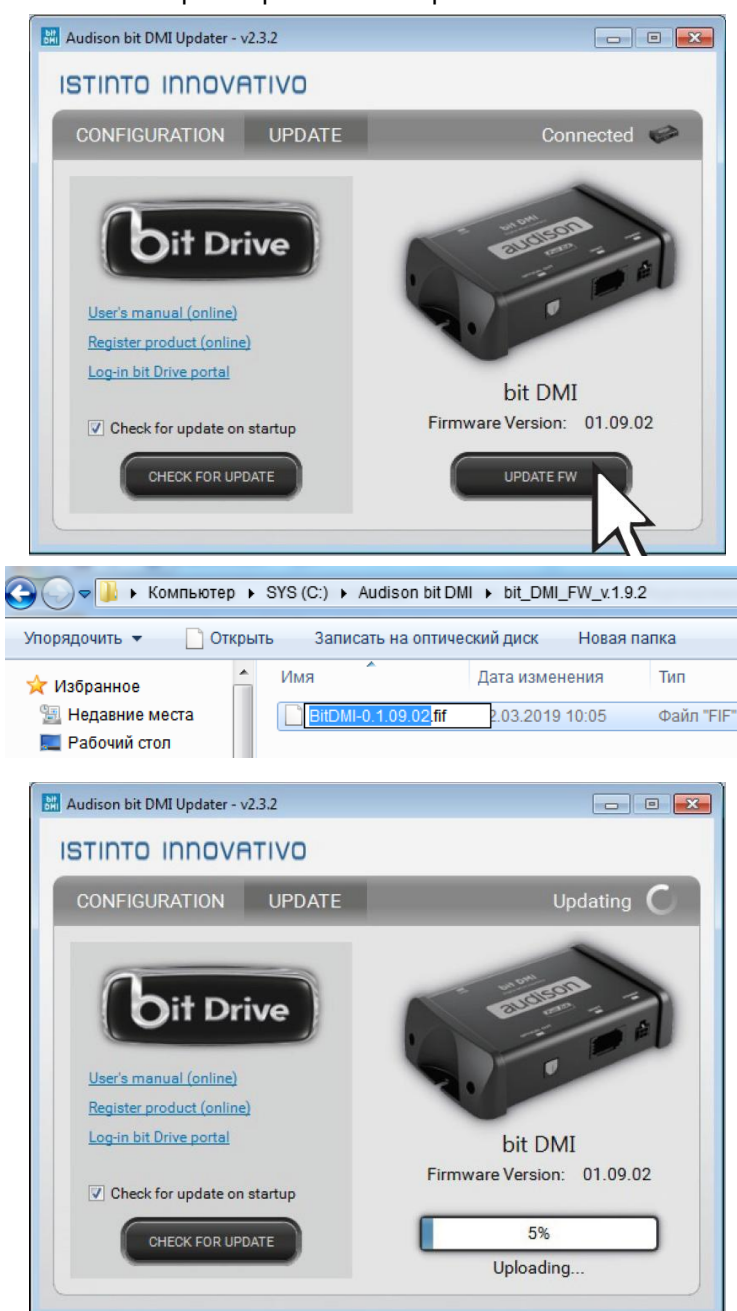 Audison bit DMI Updater - v2.3.2
ISTINTO INNOVATIVO
CONFIGURATION UPDATE Connected
bit Drive
User's manual (online)
Register product (online)
Log-in bit Drive portal
Check for update on startup
CHECK FOR UPDATE
bit DMI
audison
bit DMI
Firmware Version: 01.09.02
UPDATE FW
Компьютер SYS (C:) Audison bit DMI bit_DMI_FW_v.1.9.2
Упорядочить Открыть Записать на оптический диск Новая папка
Избранное
Недавние места
Рабочий стол
Имя Дата изменения Тип
BitDMI-0.1.09.02.fif 2.03.2019 10:05 Файл "FIF"
Audison bit DMI Updater - v2.3.2
ISTINTO INNOVATIVO
CONFIGURATION UPDATE Updating
bit Drive
User's manual (online)
Register product (online)
Log-in bit Drive portal
Check for update on startup
CHECK FOR UPDATE
bit DMI
audison
bit DMI
Firmware Version: 01.09.02
5%
Uploading...